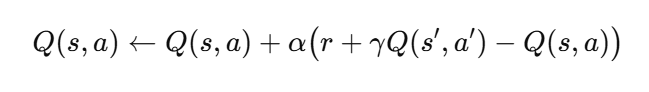 Q(s, a) ← Q(s, a) + α(r + γQ(s′, a′) − Q(s, a))